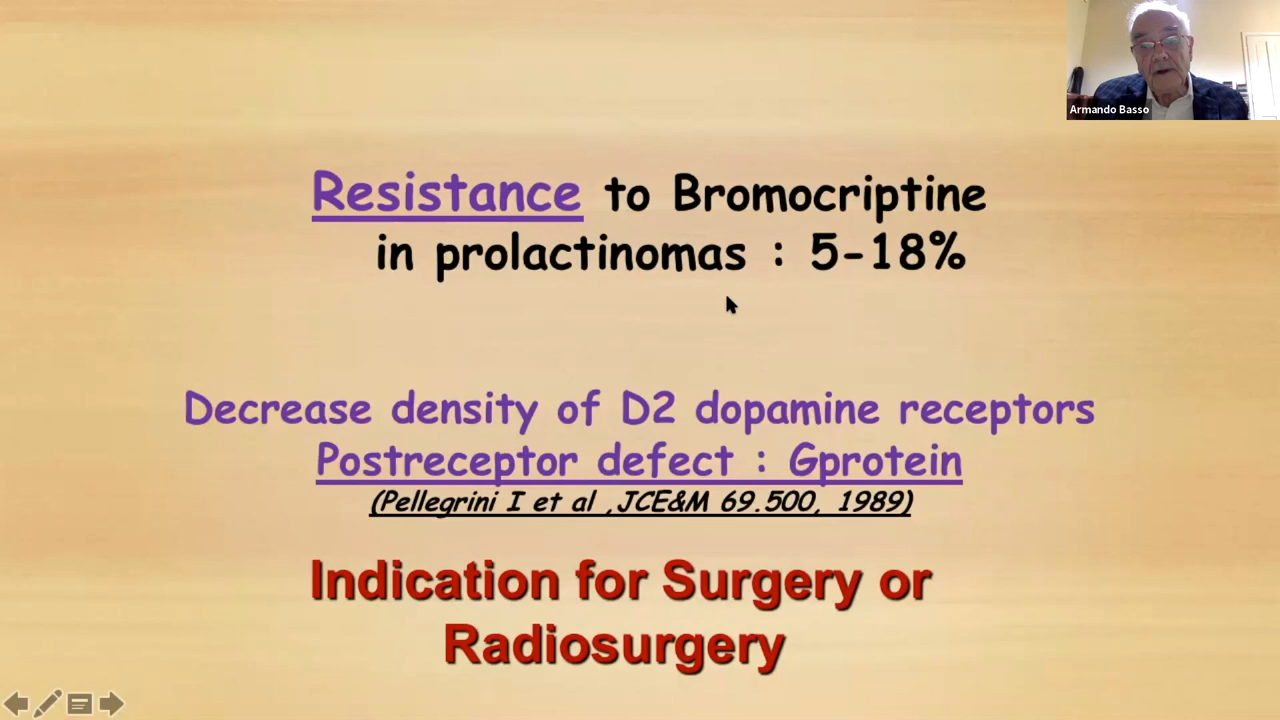 Armando Basso
Resistance to Bromocriptine
in prolactinomas : 5-18%
Decrease density of D2 dopamine receptors
Postreceptor defect : Gprotein
(Pellegrini I et al ,JCE&M 69.500, 1989)
Indication for Surgery or
Radiosurgery